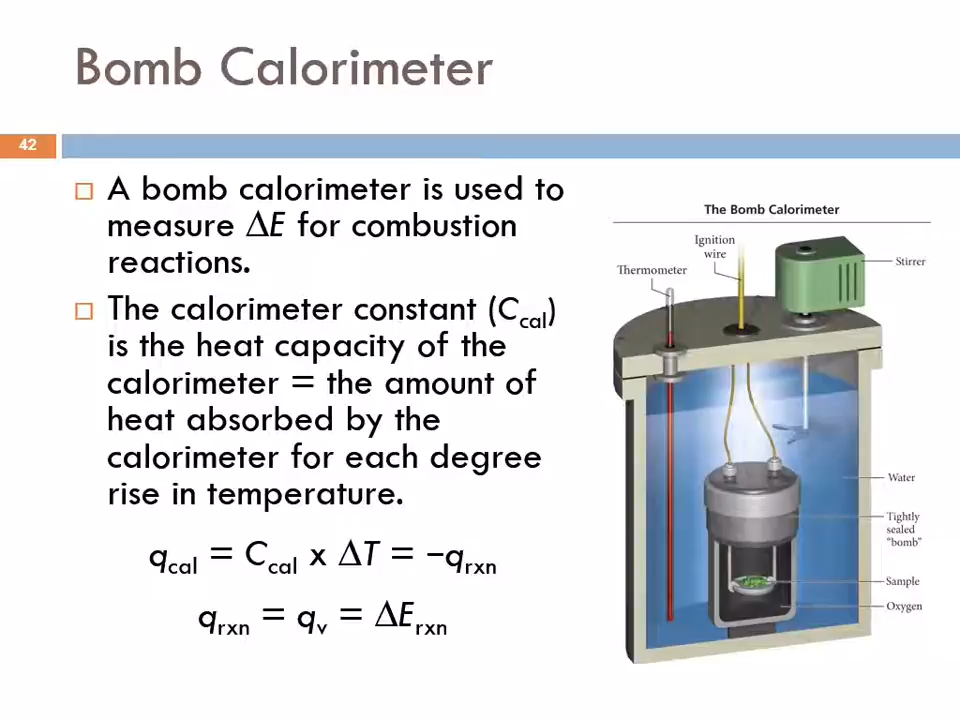 Bomb Calorimeter
42
A bomb calorimeter is used to
measure ΔE for combustion
reactions.
The calorimeter constant (Ccal)
is the heat capacity of the
calorimeter = the amount of
heat absorbed by the
calorimeter for each degree
rise in temperature.
qcal = Ccal x ΔT = −qrxn
qrxn = qv = ΔErxn
The Bomb Calorimeter
Ignition
wire
Thermometer
Stirrer
Water
Tightly
sealed
“bomb”
Sample
Oxygen